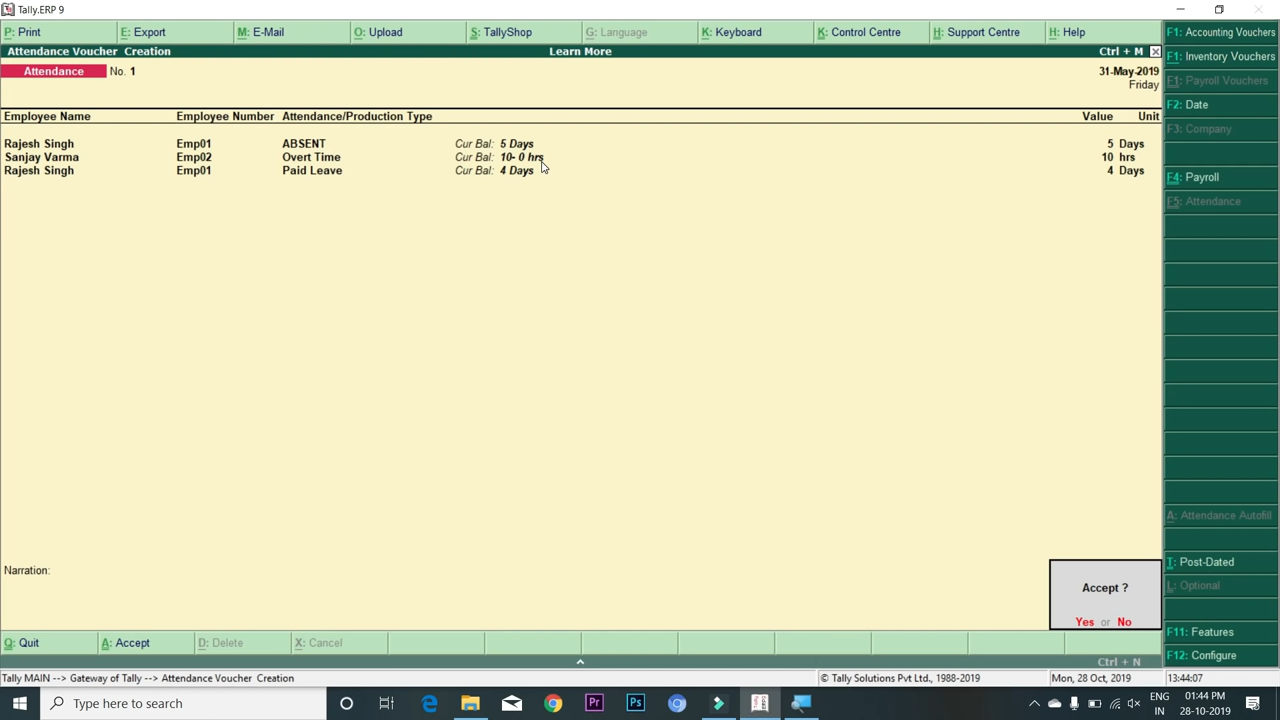 Tally.ERP 9
P: Print E: Export M: E-Mail O: Upload S: TallyShop G: Language K: Keyboard K: Control Centre H: Support Centre H: Help
F1: Accounting Vouchers
Attendance Voucher Creation Learn More Ctrl + M
F1: Inventory Vouchers
Attendance No. 1 31-May-2019
Friday
F1: Payroll Vouchers
F2: Date
Employee Name Employee Number Attendance/Production Type Value Unit
F3: Company
Rajesh Singh Emp01 ABSENT Cur Bal: 5 Days 5 Days
Sanjay Varma Emp02 Overt Time Cur Bal: 10- 0 hrs 10 hrs
Rajesh Singh Emp01 Paid Leave Cur Bal: 4 Days 4 Days
F4: Payroll
F5: Attendance
A: Attendance Autofill
T: Post-Dated
Narration:
Accept ?
L: Optional
Yes or No
F11: Features
Q: Quit A: Accept D: Delete X: Cancel
F12: Configure
Ctrl + N
Tally MAIN --> Gateway of Tally --> Attendance Voucher Creation © Tally Solutions Pvt Ltd., 1988-2019 Mon, 28 Oct, 2019 13:44:07
Type here to search
Pr
Ps
ENG
IN
01:44 PM
28-10-2019